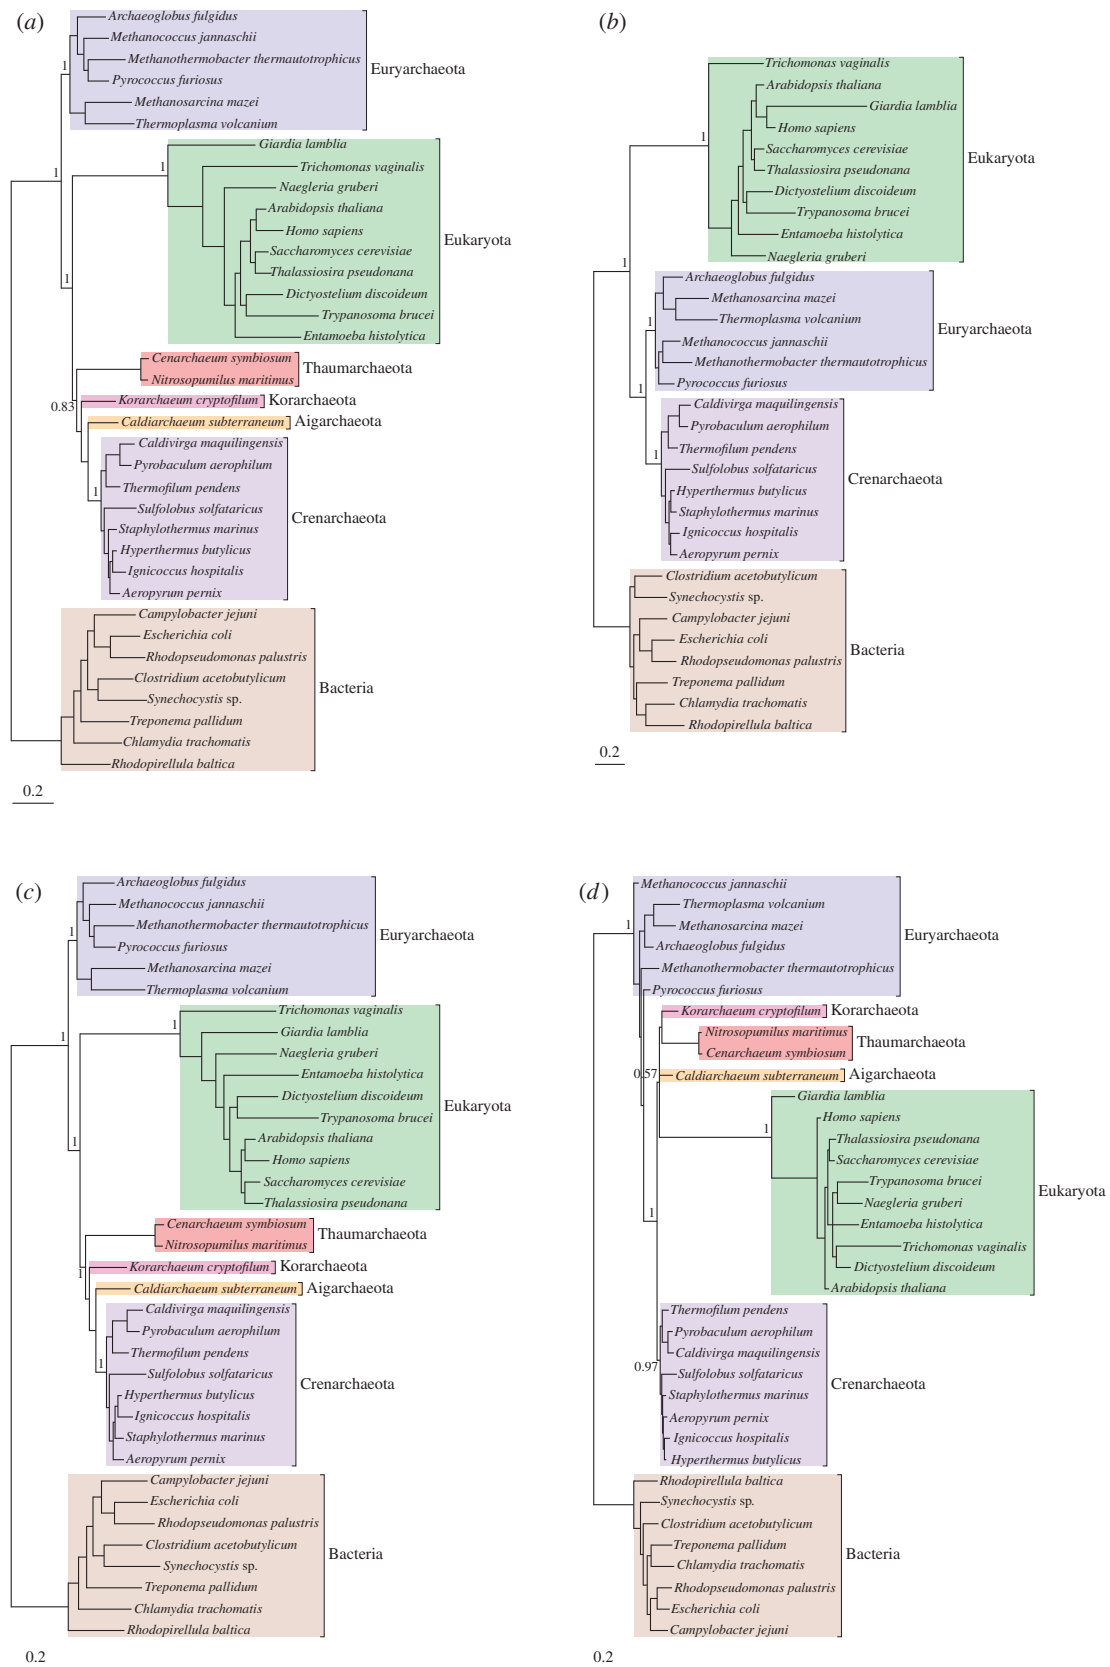 (a)
Archaeoglobus fulgidus
Methanococcus jannaschii
Methanothermobacter thermautotrophicus
Pyrococcus furiosus
Methanosarcina mazei
Thermoplasma volcanium
Euryarchaeota
1
1
Giardia lamblia
Trichomonas vaginalis
Naegleria gruberi
Arabidopsis thaliana
Homo sapiens
Saccharomyces cerevisiae
Thalassiosira pseudonana
Dictyostelium discoideum
Trypanosoma brucei
Entamoeba histolytica
Eukaryota
1
1
Cenarchaeum symbiosum
Nitrosopumilus maritimus
Thaumarchaeota
0.83
Korarchaeum cryptofilum
Korarchaeota
Caldiarchaeum subterraneum
Aigarchaeota
Caldivirga maquilingensis
Pyrobaculum aerophilum
Thermofilum pendens
Sulfolobus solfataricus
Staphylothermus marinus
Hyperthermus butylicus
Ignicoccus hospitalis
Aeropyrum pernix
Crenarchaeota
1
Campylobacter jejuni
Escherichia coli
Rhodopseudomonas palustris
Clostridium acetobutylicum
Synechocystis sp.
Treponema pallidum
Chlamydia trachomatis
Rhodopirellula baltica
Bacteria
0.2
(b)
Trichomonas vaginalis
Arabidopsis thaliana
Giardia lamblia
Homo sapiens
Saccharomyces cerevisiae
Thalassiosira pseudonana
Dictyostelium discoideum
Trypanosoma brucei
Entamoeba histolytica
Naegleria gruberi
Eukaryota
1
1
Archaeoglobus fulgidus
Methanosarcina mazei
Thermoplasma volcanium
Methanococcus jannaschii
Methanothermobacter thermautotrophicus
Pyrococcus furiosus
Euryarchaeota
1
1
Caldivirga maquilingensis
Pyrobaculum aerophilum
Thermofilum pendens
Sulfolobus solfataricus
Hyperthermus butylicus
Staphylothermus marinus
Ignicoccus hospitalis
Aeropyrum pernix
Crenarchaeota
1
Clostridium acetobutylicum
Synechocystis sp.
Campylobacter jejuni
Escherichia coli
Rhodopseudomonas palustris
Treponema pallidum
Chlamydia trachomatis
Rhodopirellula baltica
Bacteria
0.2
(c)
Archaeoglobus fulgidus
Methanococcus jannaschii
Methanothermobacter thermautotrophicus
Pyrococcus furiosus
Methanosarcina mazei
Thermoplasma volcanium
Euryarchaeota
1
1
Trichomonas vaginalis
Giardia lamblia
Naegleria gruberi
Entamoeba histolytica
Dictyostelium discoideum
Trypanosoma brucei
Arabidopsis thaliana
Homo sapiens
Saccharomyces cerevisiae
Thalassiosira pseudonana
Eukaryota
1
1
Cenarchaeum symbiosum
Nitrosopumilus maritimus
Thaumarchaeota
1
Korarchaeum cryptofilum
Korarchaeota
Caldiarchaeum subterraneum
Aigarchaeota
Caldivirga maquilingensis
Pyrobaculum aerophilum
Thermofilum pendens
Sulfolobus solfataricus
Hyperthermus butylicus
Ignicoccus hospitalis
Staphylothermus marinus
Aeropyrum pernix
Crenarchaeota
1
Campylobacter jejuni
Escherichia coli
Rhodopseudomonas palustris
Clostridium acetobutylicum
Synechocystis sp.
Treponema pallidum
Chlamydia trachomatis
Rhodopirellula baltica
Bacteria
0.2
(d)
Methanococcus jannaschii
Thermoplasma volcanium
Methanosarcina mazei
Archaeoglobus fulgidus
Methanothermobacter thermautotrophicus
Pyrococcus furiosus
Euryarchaeota
1
Korarchaeum cryptofilum
Korarchaeota
Nitrosopumilus maritimus
Cenarchaeum symbiosum
Thaumarchaeota
0.57
Caldiarchaeum subterraneum
Aigarchaeota
Giardia lamblia
Homo sapiens
Thalassiosira pseudonana
Saccharomyces cerevisiae
Trypanosoma brucei
Naegleria gruberi
Entamoeba histolytica
Trichomonas vaginalis
Dictyostelium discoideum
Arabidopsis thaliana
Eukaryota
1
1
Thermofilum pendens
Pyrobaculum aerophilum
Caldivirga maquilingensis
Sulfolobus solfataricus
Staphylothermus marinus
Aeropyrum pernix
Ignicoccus hospitalis
Hyperthermus butylicus
Crenarchaeota
0.97
Rhodopirellula baltica
Synechocystis sp.
Clostridium acetobutylicum
Treponema pallidum
Chlamydia trachomatis
Rhodopseudomonas palustris
Escherichia coli
Campylobacter jejuni
Bacteria
0.2